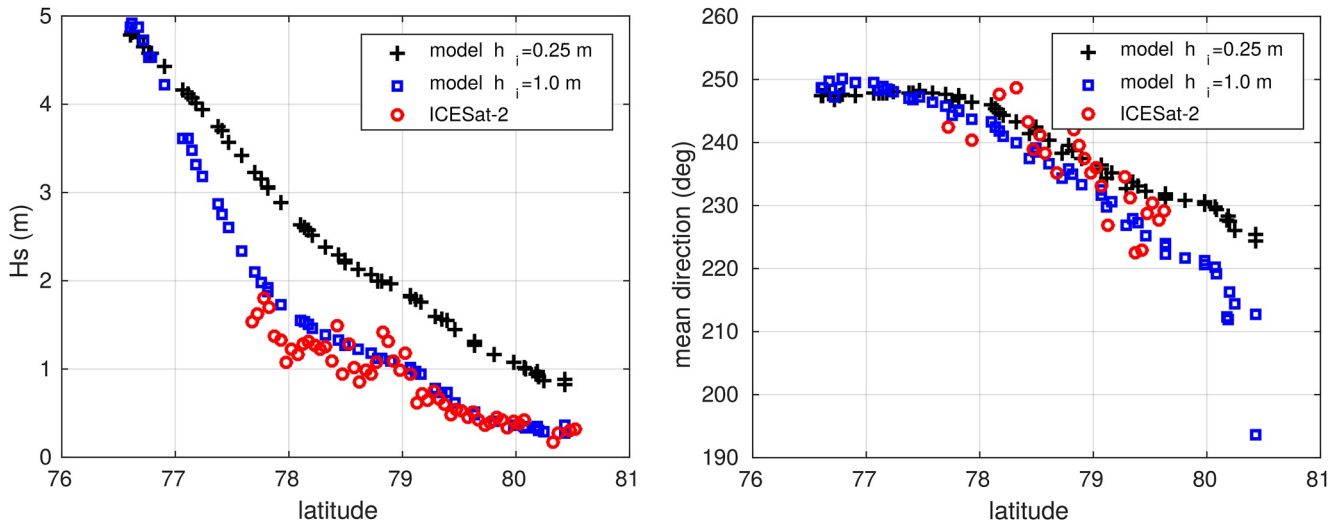 5
4
3
2
1
0
Hs (m)
76 77 78 79 80 81
latitude
model h i=0.25 m
model h i=1.0 m
ICESat-2
260
250
240
230
220
210
200
190
mean direction (deg)
76 77 78 79 80 81
latitude
model h i=0.25 m
model h i=1.0 m
ICESat-2